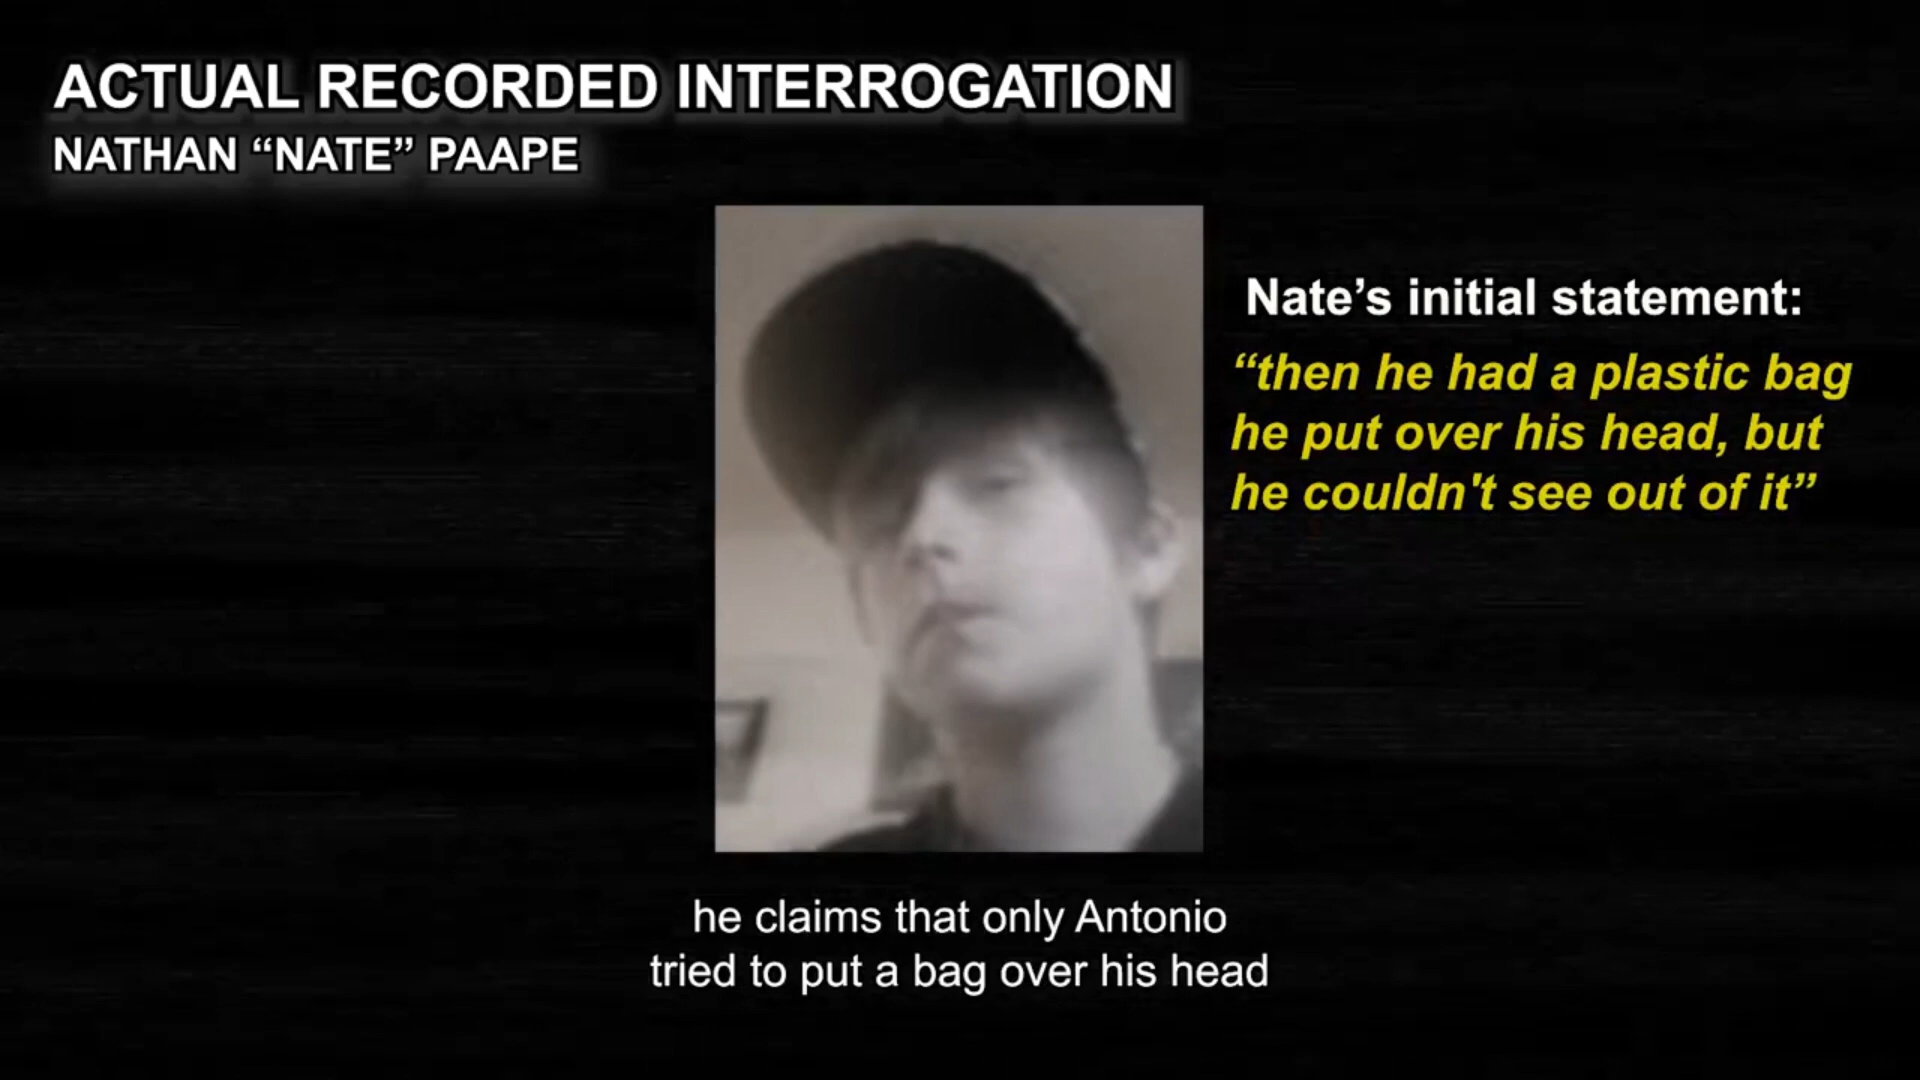 ACTUAL RECORDED INTERROGATION
NATHAN “NATE” PAAPE
Nate’s initial statement:
“then he had a plastic bag
he put over his head, but
he couldn't see out of it”
he claims that only Antonio
tried to put a bag over his head